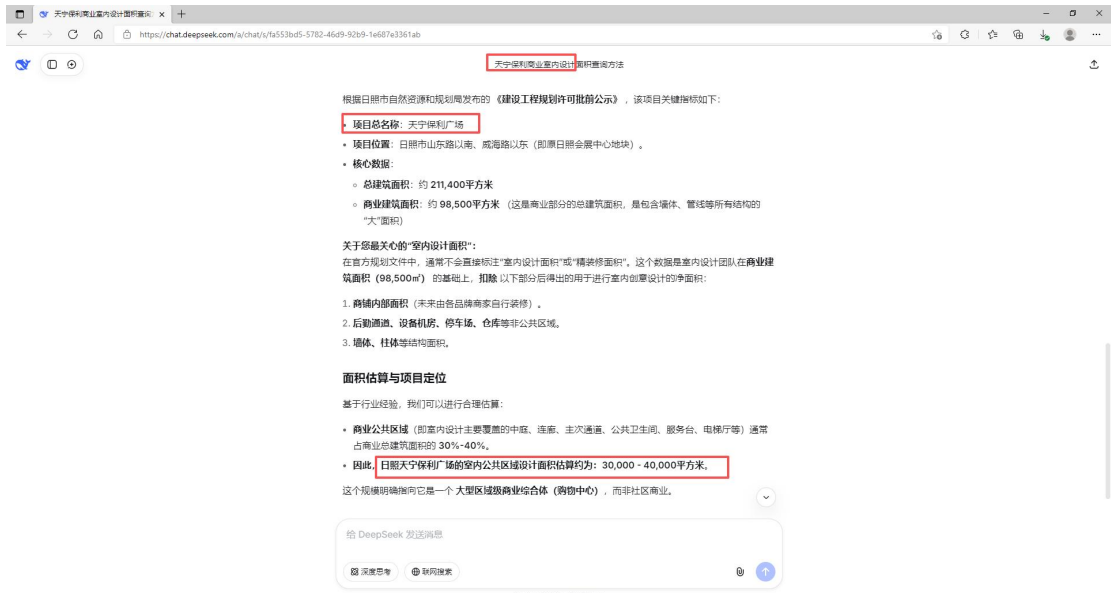 天宁保利商业室内设计面积查询
https://chat.deepseek.com/a/chat/s/fa553bd5-5782-46d9-92b9-1e687e3361ab
天宁保利商业室内设计面积查询方法
根据日照市自然资源和规划局发布的《建设工程规划许可批前公示》，该项目关键指标如下：
• 项目总名称：天宁保利广场
• 项目位置：日照市山东路以南、威海路以东（即原日照会展中心地块）。
• 核心数据：
◦ 总建筑面积：约 211,400平方米
◦ 商业建筑面积：约 98,500平方米 （这是商业部分的总建筑面积，是包含墙体、管线等所有结构的
“大”面积）
关于您最关心的“室内设计面积”：
在官方规划文件中，通常不会直接标注“室内设计面积”或“精装修面积”。这个数据是室内设计团队在商业建
筑面积（98,500㎡） 的基础上，扣除 以下部分后得出的用于进行室内创意设计的净面积：
1. 商铺内部面积（未来由各品牌商家自行装修）。
2. 后勤通道、设备机房、停车场、仓库等非公共区域。
3. 墙体、柱体等结构面积。
面积估算与项目定位
基于行业经验，我们可以进行合理估算：
• 商业公共区域（即室内设计主要覆盖的中庭、连廊、主次通道、公共卫生间、服务台、电梯厅等）通常
占商业总建筑面积的 30%-40%。
• 因此，日照天宁保利广场的室内公共区域设计面积估算约为：30,000 - 40,000平方米。
这个规模明确指向它是一个 大型区域级商业综合体（购物中心），而非社区商业。
给 DeepSeek 发送消息
深度思考 联网搜索